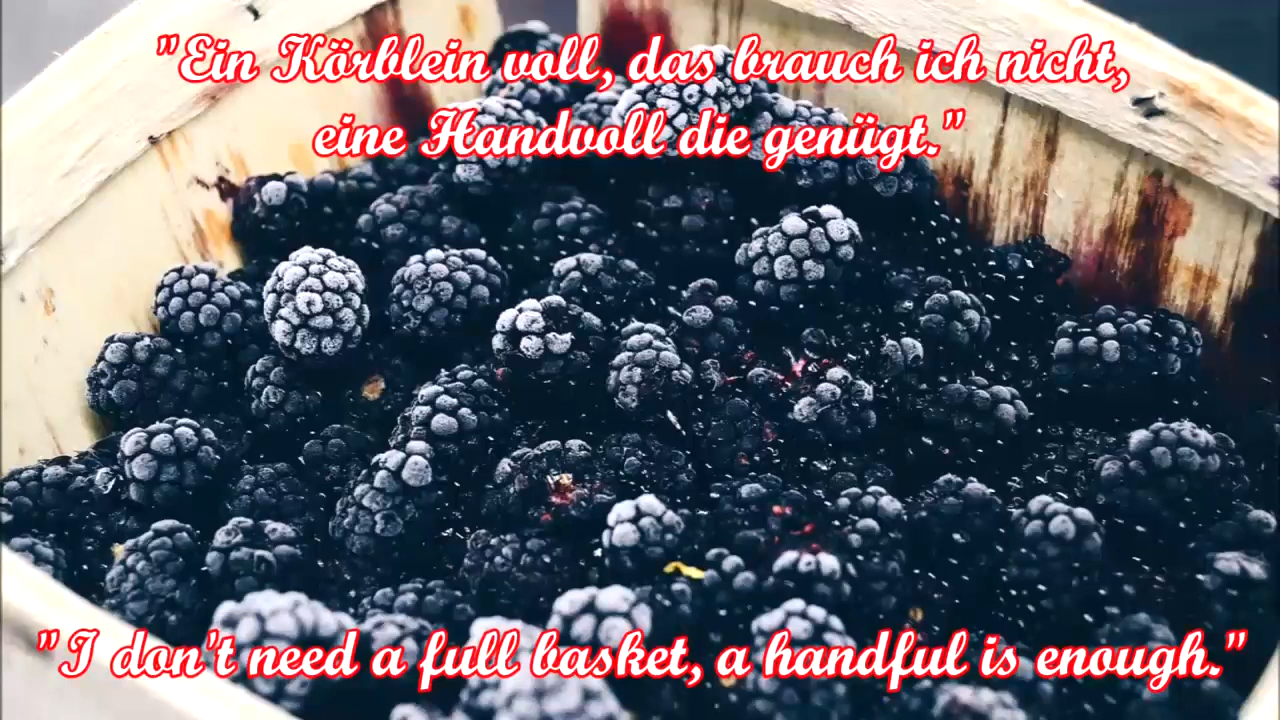 "Ein Körblein voll, das brauch ich nicht,
eine Handvoll die genügt."
"I don't need a full basket, a handful is enough."